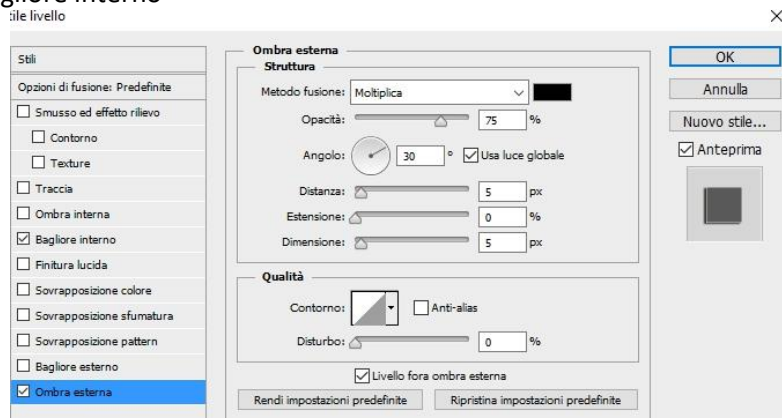 gliore interno
tile livello
Stili
Opzioni di fusione: Predefinite
Smusso ed effetto rilievo
Contorno
Texture
Traccia
Ombra interna
Bagliore interno
Finitura lucida
Sovrapposizione colore
Sovrapposizione sfumatura
Sovrapposizione pattern
Bagliore esterno
Ombra esterna
Ombra esterna
Struttura
Metodo fusione: Moltiplica
Opacità: 75 %
Angolo: 30 ° Usa luce globale
Distanza: 5 px
Estensione: 0 %
Dimensione: 5 px
Qualità
Contorno: Anti-alias
Disturbo: 0 %
Livello fora ombra esterna
Rendi impostazioni predefinite Ripristina impostazioni predefinite
OK
Annulla
Nuovo stile...
Anteprima